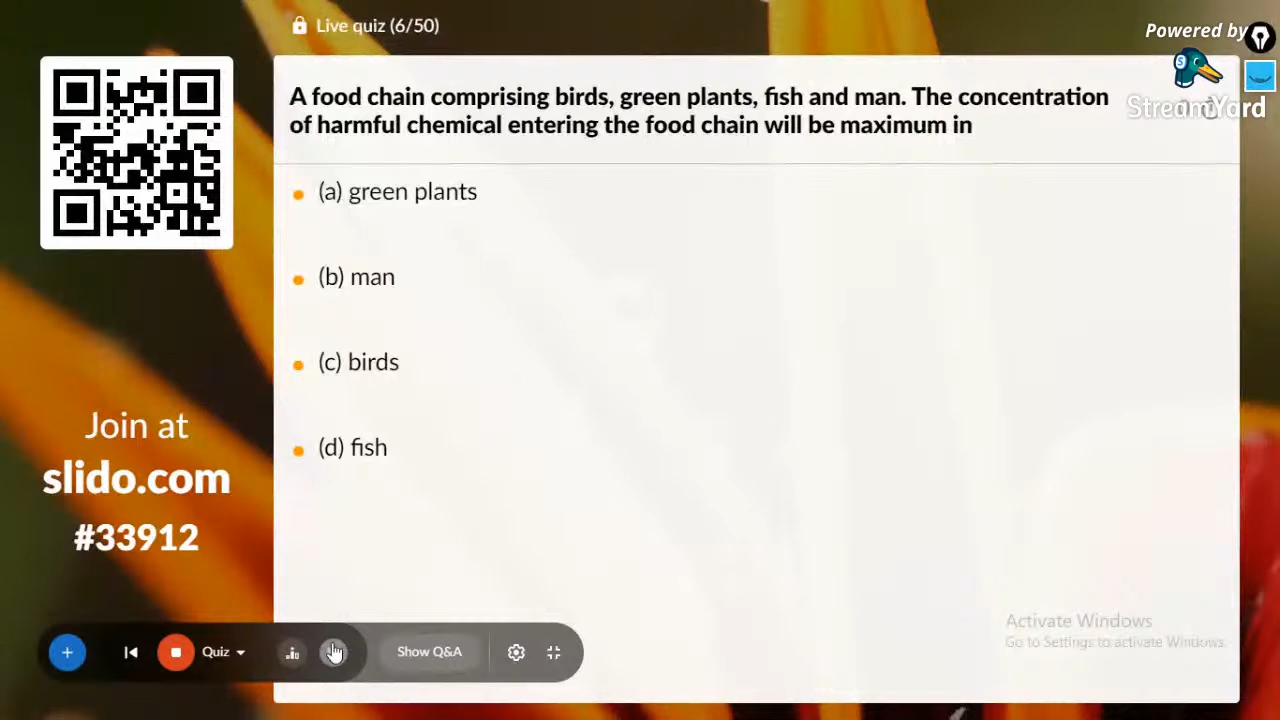 Live quiz (6/50)
Powered by
StreamYard
A food chain comprising birds, green plants, fish and man. The concentration
of harmful chemical entering the food chain will be maximum in
(a) green plants
(b) man
(c) birds
(d) fish
Join at
slido.com
#33912
Quiz
Show Q&A
Activate Windows
Go to Settings to activate Windows.